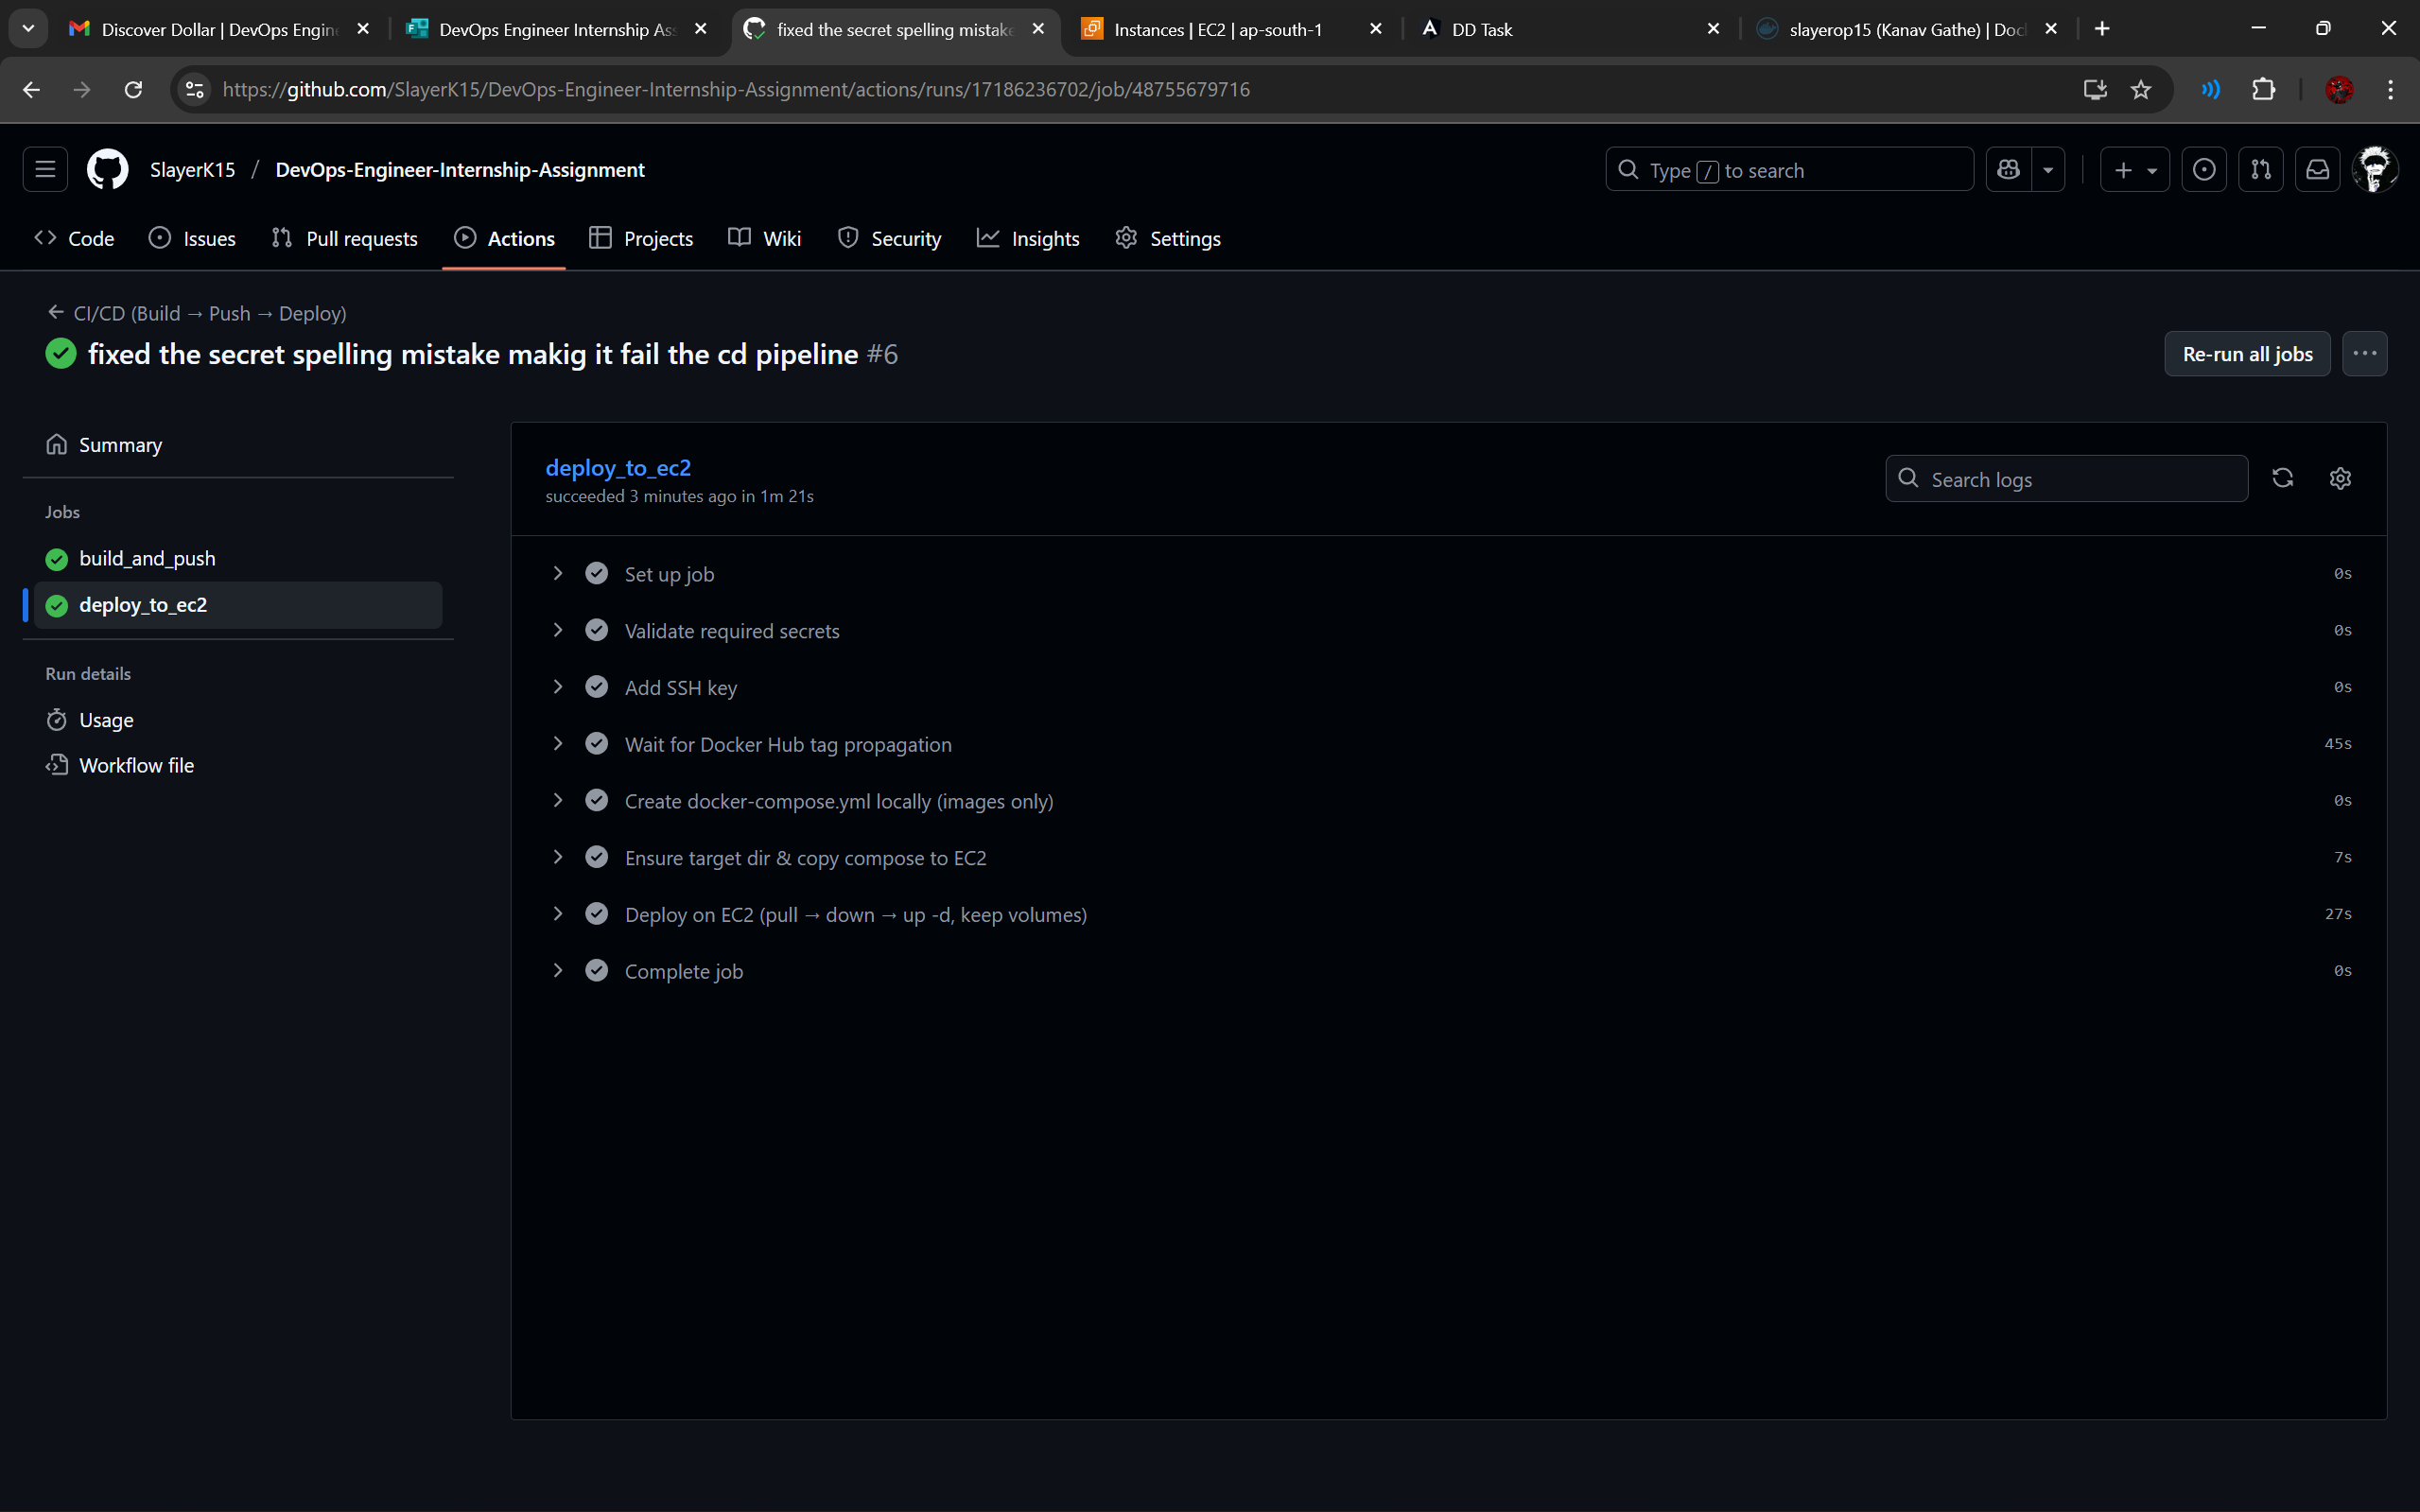 Discover Dollar | DevOps Engine
DevOps Engineer Internship As
fixed the secret spelling mistake
Instances | EC2 | ap-south-1
DD Task
slayerop15 (Kanav Gathe) | Doc
https://github.com/SlayerK15/DevOps-Engineer-Internship-Assignment/actions/runs/17186236702/job/48755679716
SlayerK15 / DevOps-Engineer-Internship-Assignment
Type / to search
Code
Issues
Pull requests
Actions
Projects
Wiki
Security
Insights
Settings
← CI/CD (Build → Push → Deploy)
fixed the secret spelling mistake makig it fail the cd pipeline #6
Re-run all jobs
Summary
Jobs
build_and_push
deploy_to_ec2
Run details
Usage
Workflow file
deploy_to_ec2
succeeded 3 minutes ago in 1m 21s
Search logs
Set up job 0s
Validate required secrets 0s
Add SSH key 0s
Wait for Docker Hub tag propagation 45s
Create docker-compose.yml locally (images only) 0s
Ensure target dir & copy compose to EC2 7s
Deploy on EC2 (pull → down → up -d, keep volumes) 27s
Complete job 0s